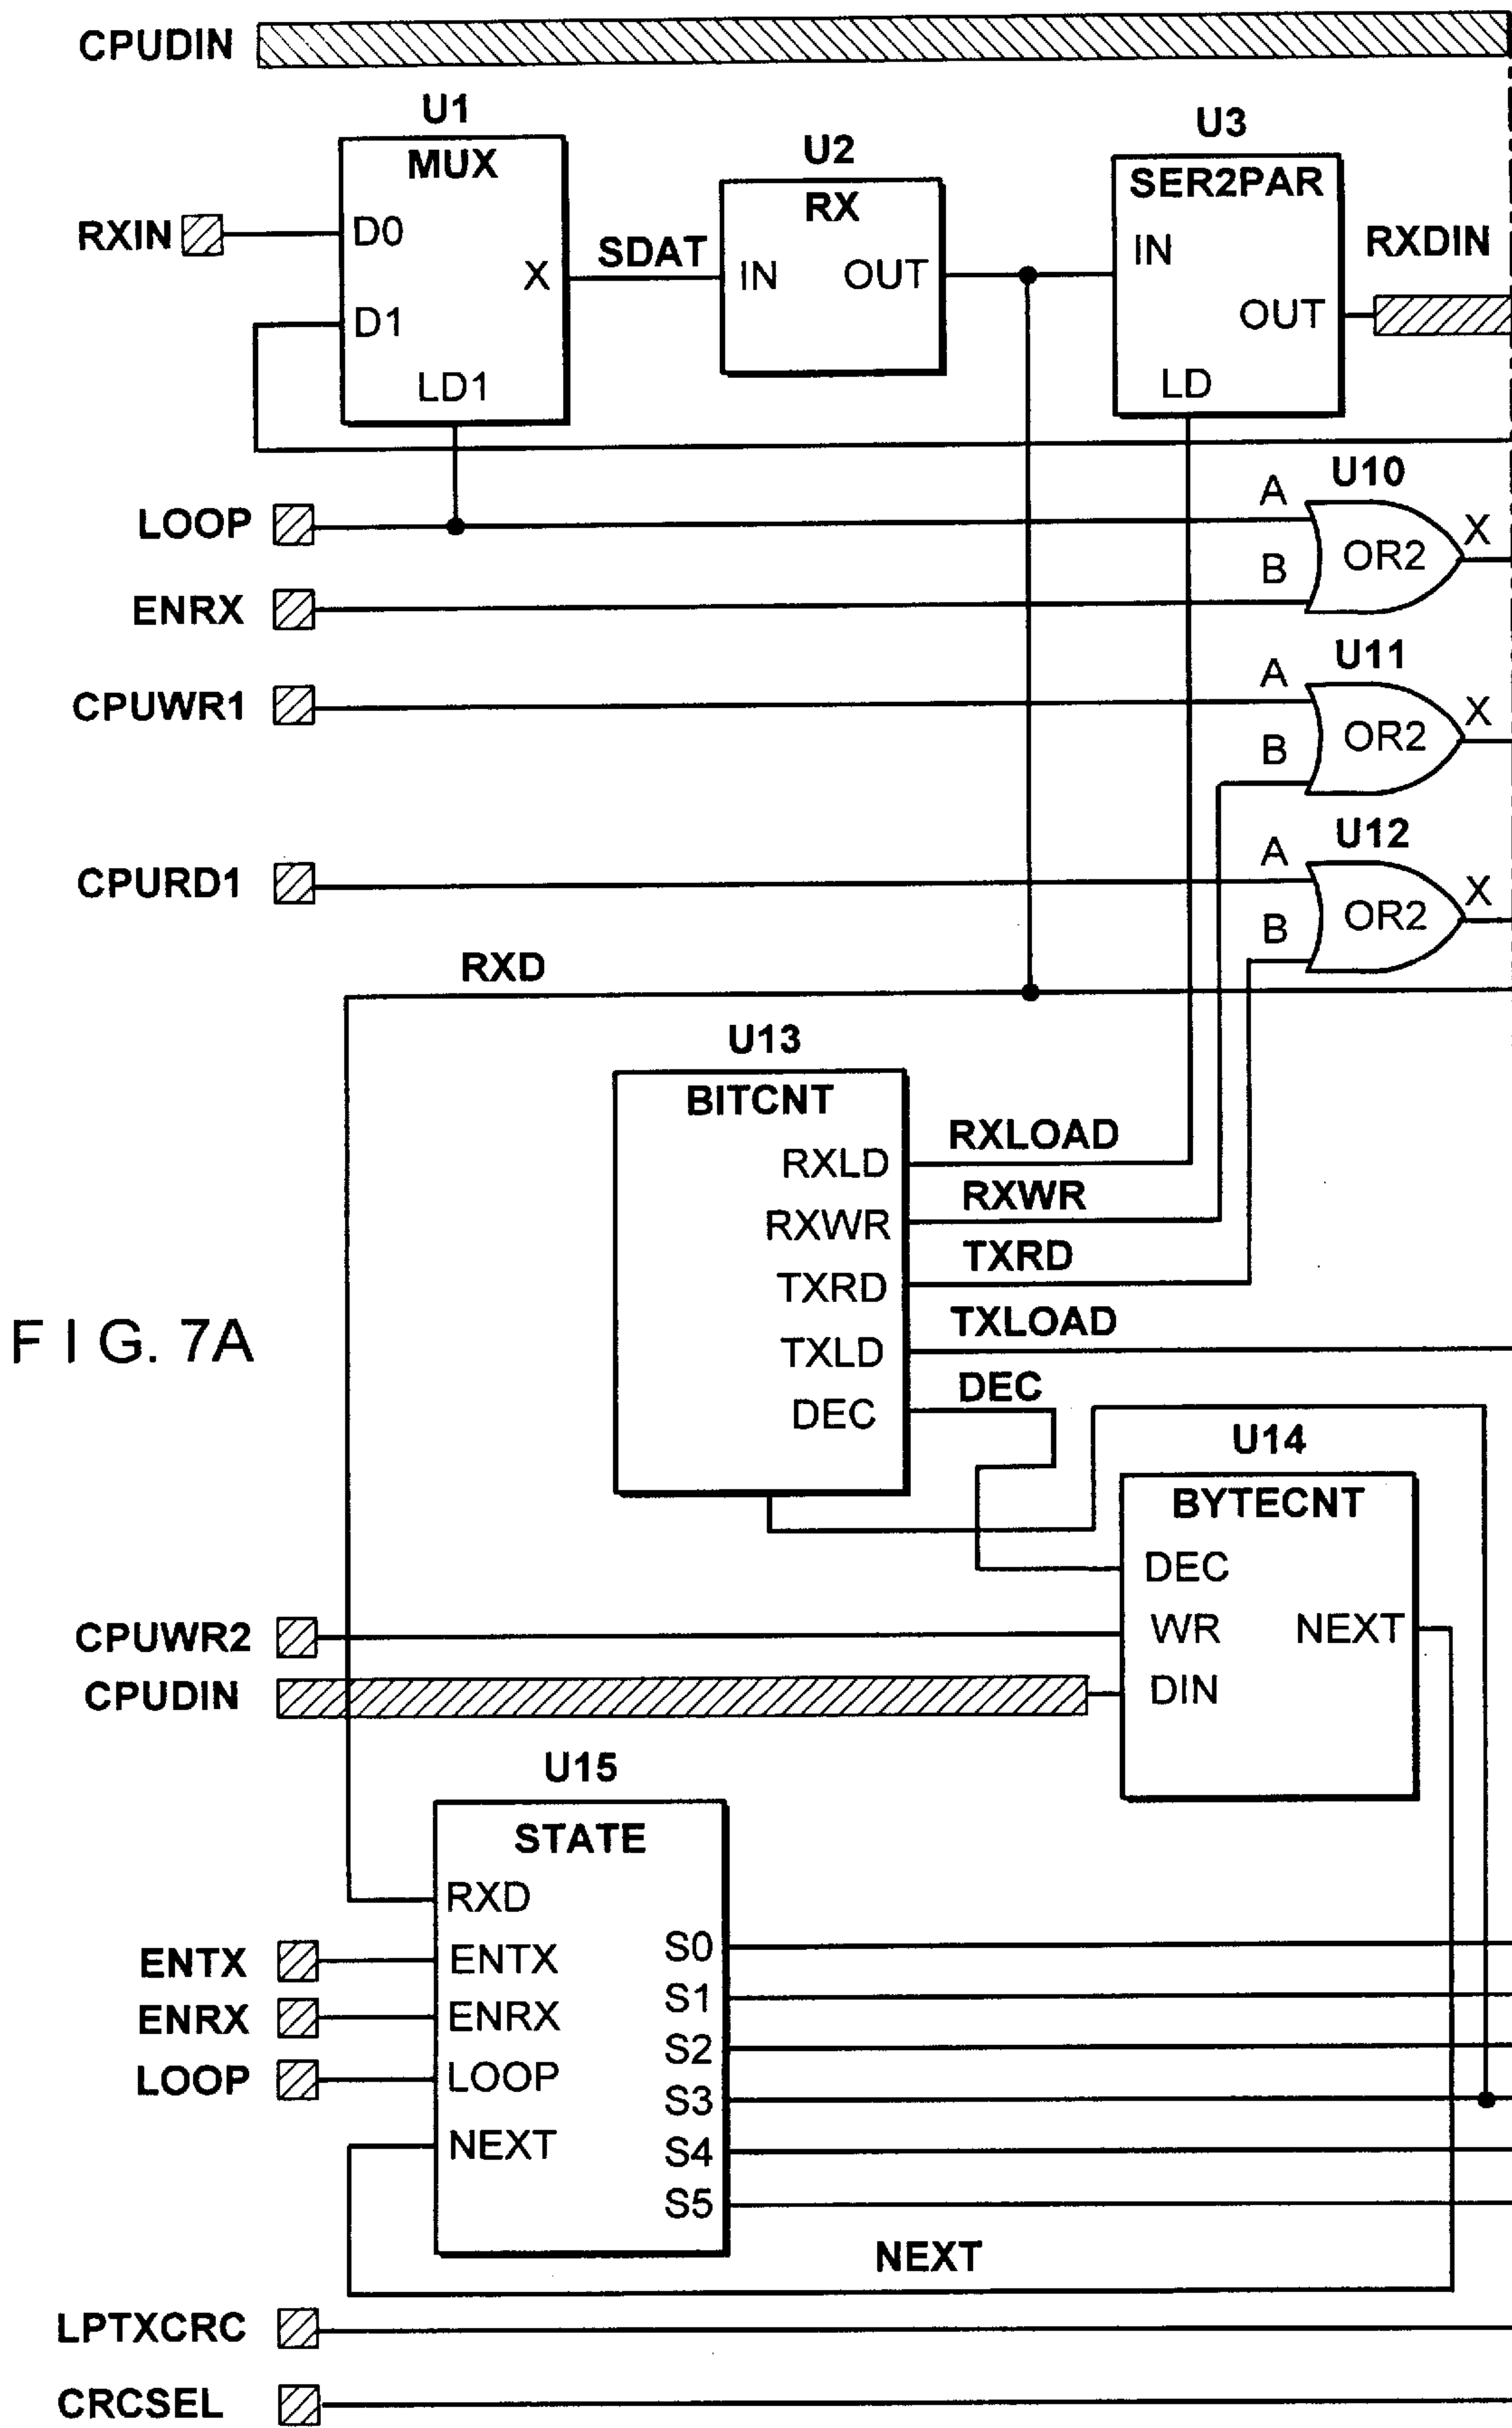 CPUDIN
U1
MUX
D0
D1
X
LD1
RXIN
SDAT
U2
RX
IN
OUT
U3
SER2PAR
IN
OUT
LD
RXDIN
LOOP
ENRX
U10
A
B
OR2
X
CPUWR1
U11
A
B
OR2
X
CPURD1
U12
A
B
OR2
X
RXD
U13
BITCNT
RXLD
RXWR
TXRD
TXLD
DEC
RXLOAD
RXWR
TXRD
TXLOAD
DEC
FIG. 7A
U14
BYTECNT
DEC
WR
DIN
NEXT
CPUWR2
CPUDIN
U15
STATE
RXD
ENTX
ENRX
LOOP
NEXT
S0
S1
S2
S3
S4
S5
ENTX
ENRX
LOOP
NEXT
LPTXCRC
CRCSEL